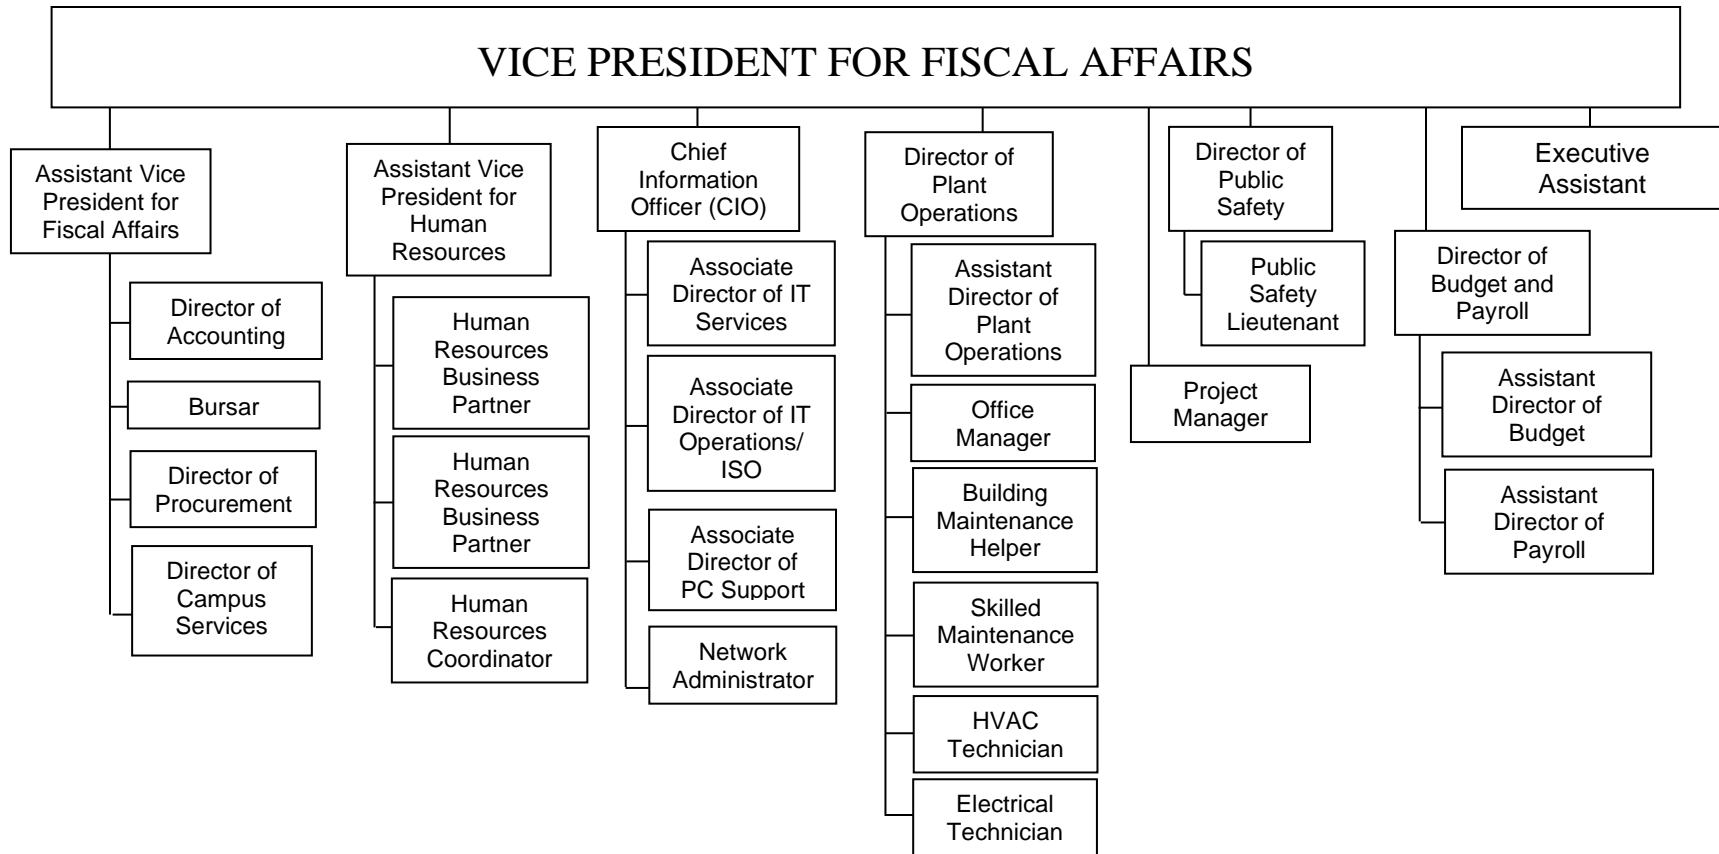 VICE PRESIDENT FOR FISCAL AFFAIRS
Assistant Vice
President for
Fiscal Affairs
Director of
Accounting
Bursar
Director of
Procurement
Director of
Campus
Services
Assistant Vice
President for
Human
Resources
Human
Resources
Business
Partner
Human
Resources
Business
Partner
Human
Resources
Coordinator
Chief
Information
Officer (CIO)
Associate
Director of IT
Services
Associate
Director of IT
Operations/
ISO
Associate
Director of
PC Support
Network
Administrator
Director of
Plant
Operations
Assistant
Director of
Plant
Operations
Office
Manager
Building
Maintenance
Helper
Skilled
Maintenance
Worker
HVAC
Technician
Electrical
Technician
Project
Manager
Director of
Public
Safety
Public
Safety
Lieutenant
Executive
Assistant
Director of
Budget and
Payroll
Assistant
Director of
Budget
Assistant
Director of
Payroll